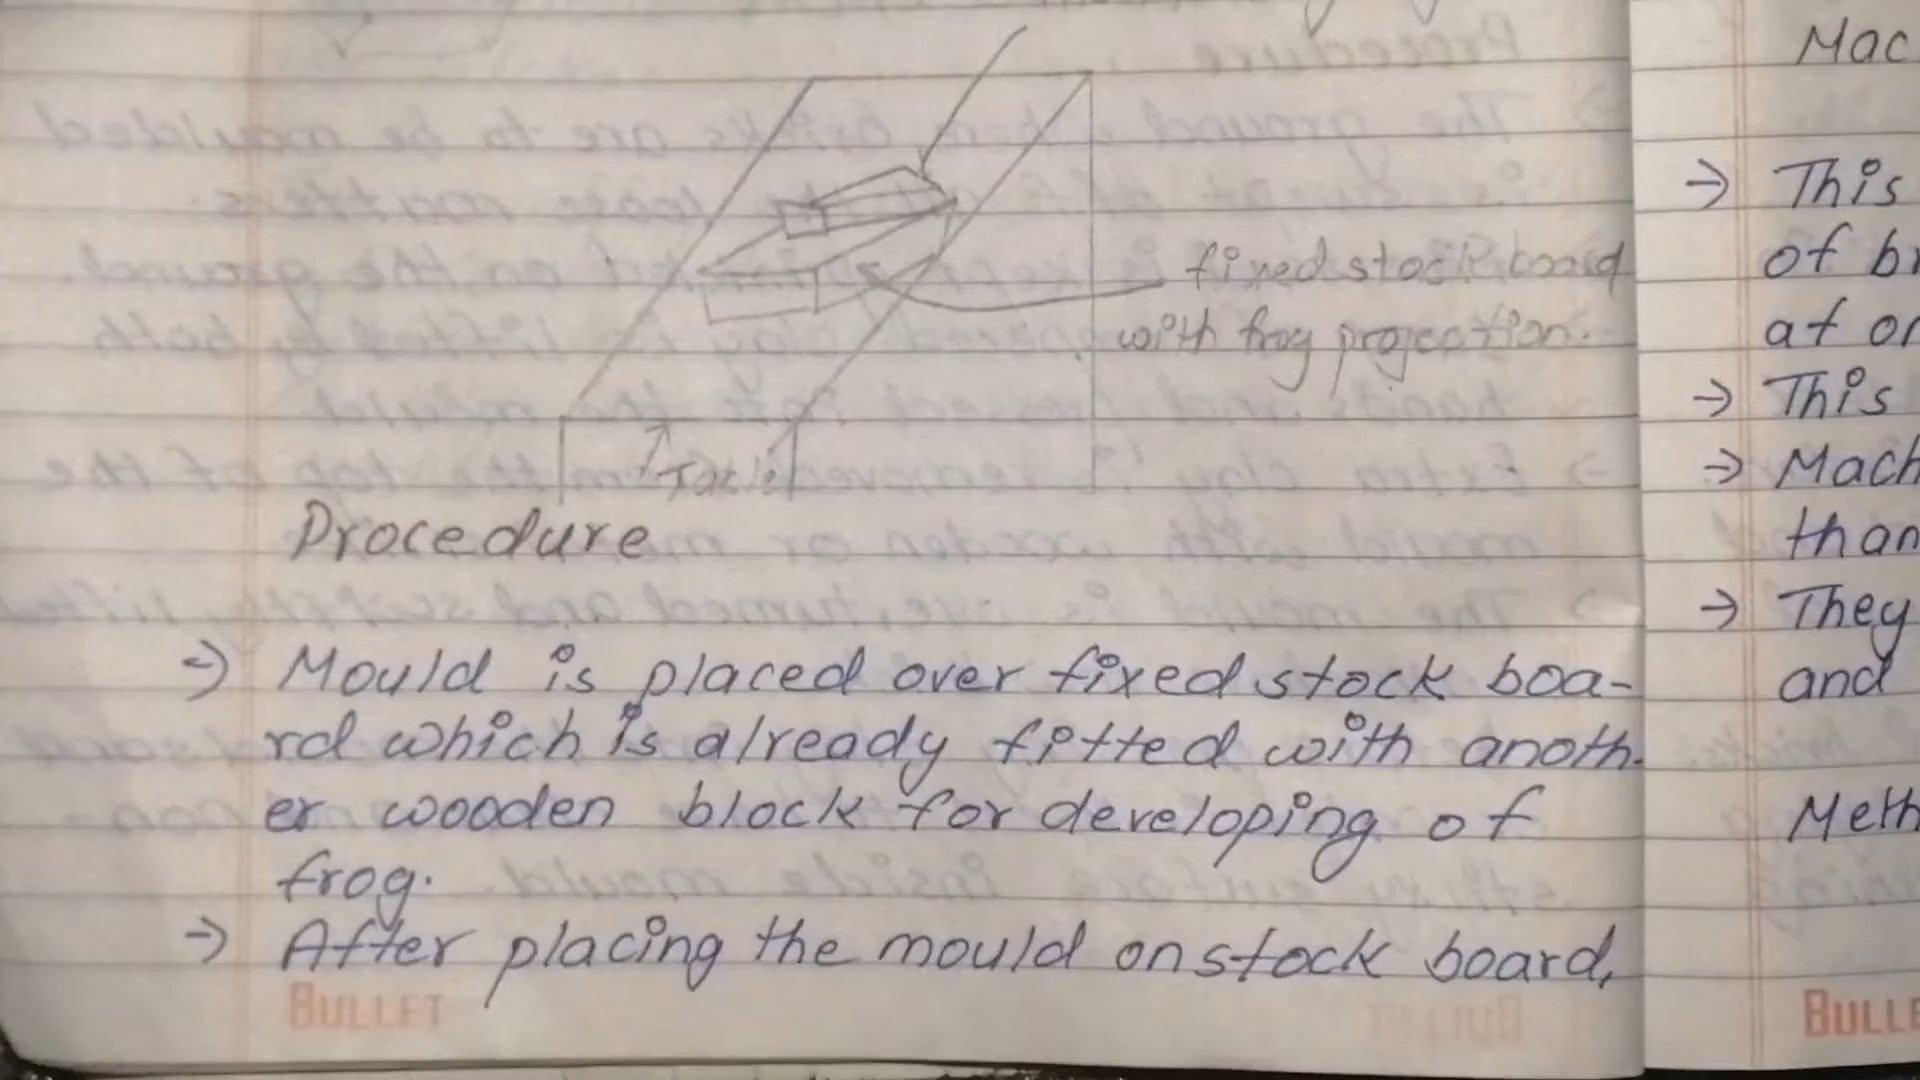 fixed stock board
with frog projection.
Table
Procedure
→ Mould is placed over fixed stock boa-
rd which is already fitted with anoth-
er wooden block for developing of
frog.
→ After placing the mould on stock board,
BULLET
Mac
→ This
of br
at or
→ This
→ Mach
than
→ They
and
Meth
BULLE